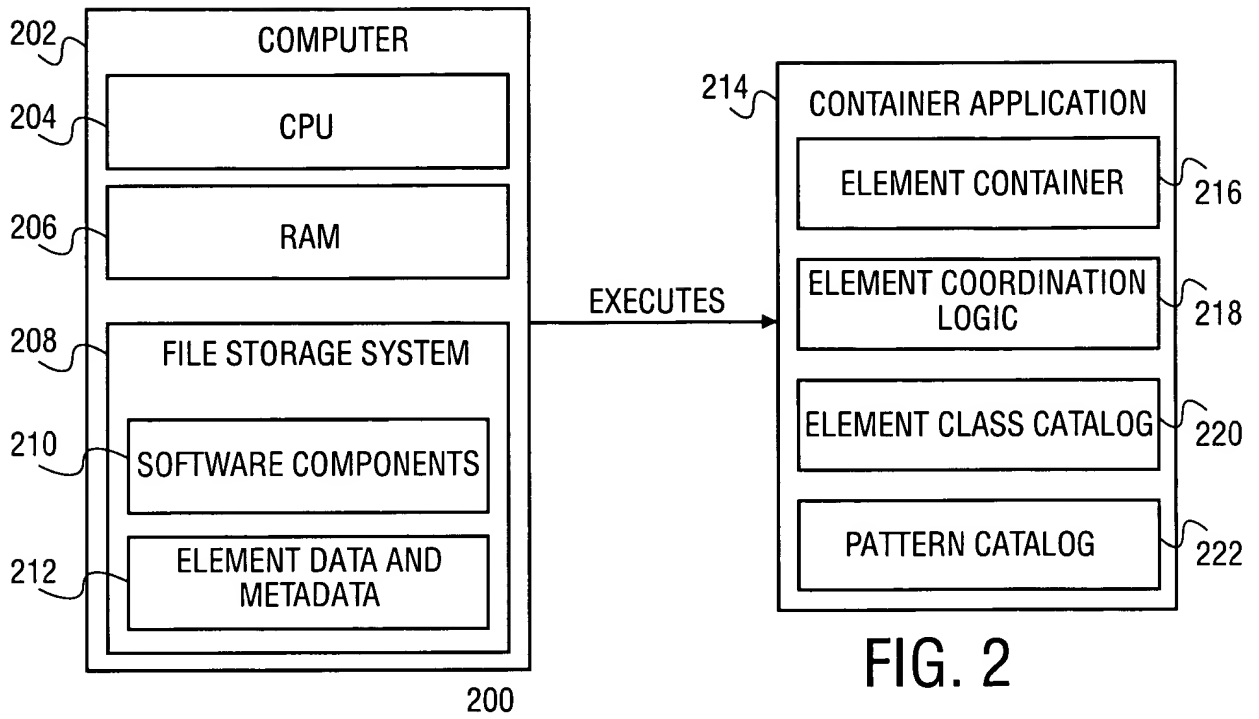 202
COMPUTER
204
CPU
206
RAM
208
FILE STORAGE SYSTEM
210
SOFTWARE COMPONENTS
212
ELEMENT DATA AND
METADATA
200
EXECUTES
214
CONTAINER APPLICATION
ELEMENT CONTAINER
216
ELEMENT COORDINATION
LOGIC
218
ELEMENT CLASS CATALOG
220
PATTERN CATALOG
222
FIG. 2